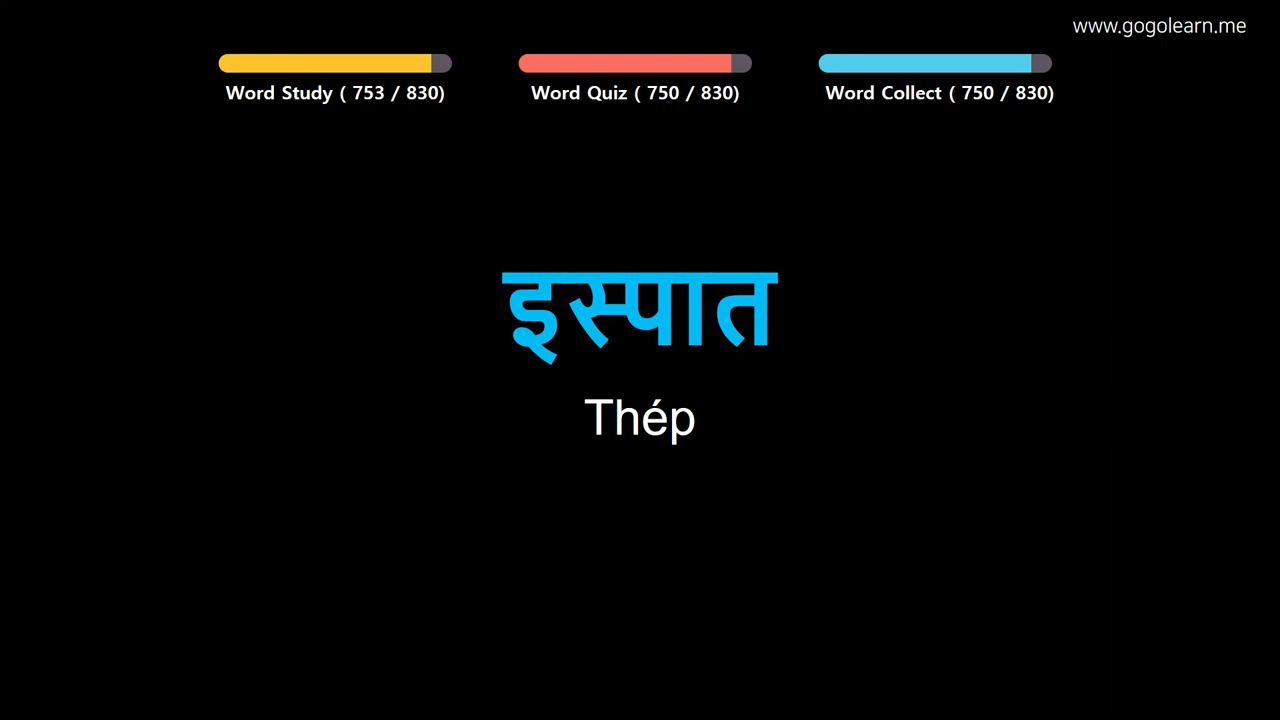 www.gogolearn.me
Word Study ( 753 / 830)
Word Quiz ( 750 / 830)
Word Collect ( 750 / 830)
इस्पात
Thép